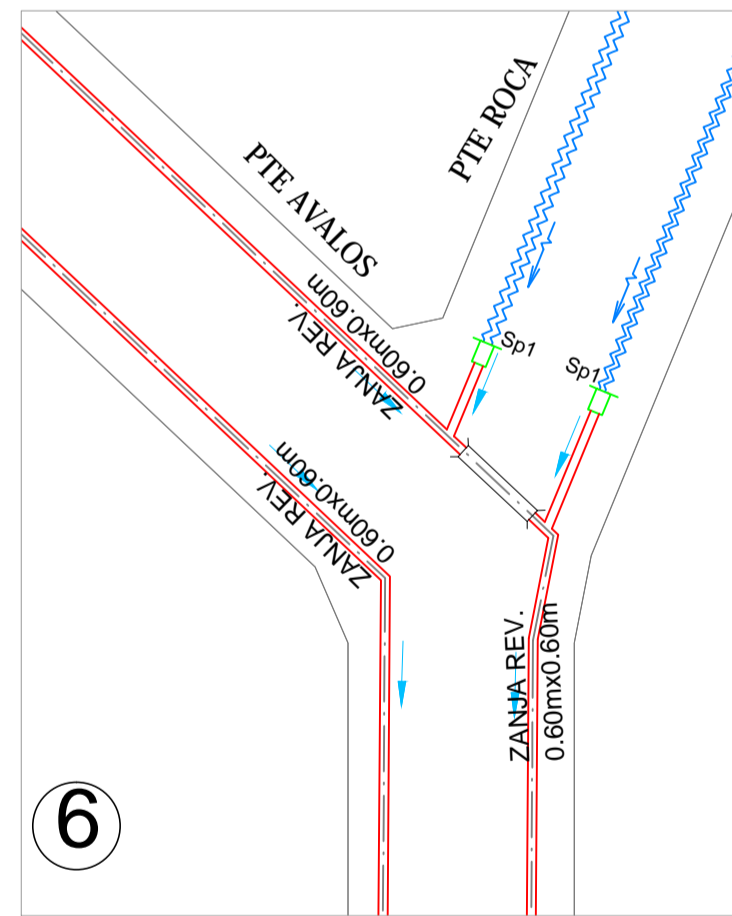 PTE AVALOS
PTE ROCA
0.60mx0.60m
ZANJA REV.
Sp1
Sp1
0.60mx0.60m
ZANJA REV.
ZANJA REV.
0.60mx0.60m
6